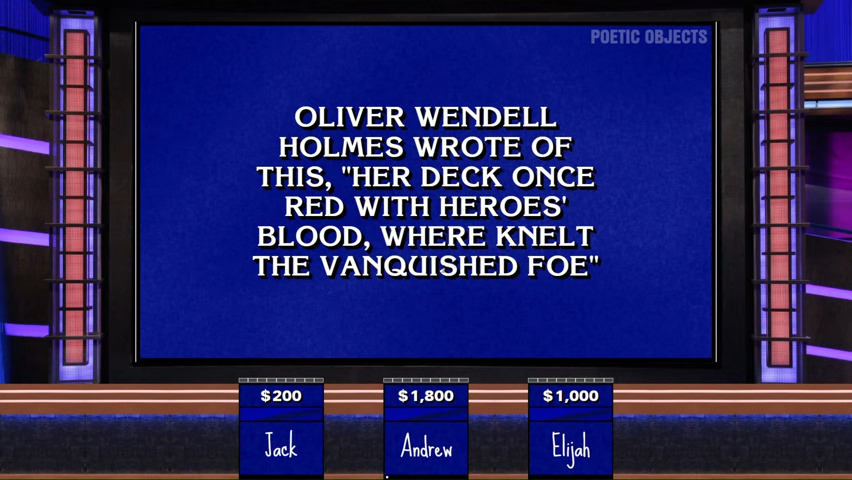 POETIC OBJECTS
OLIVER WENDELL
HOLMES WROTE OF
THIS, "HER DECK ONCE
RED WITH HEROES'
BLOOD, WHERE KNELT
THE VANQUISHED FOE"
$200
$1,800
$1,000
Jack
Andrew
Elijah